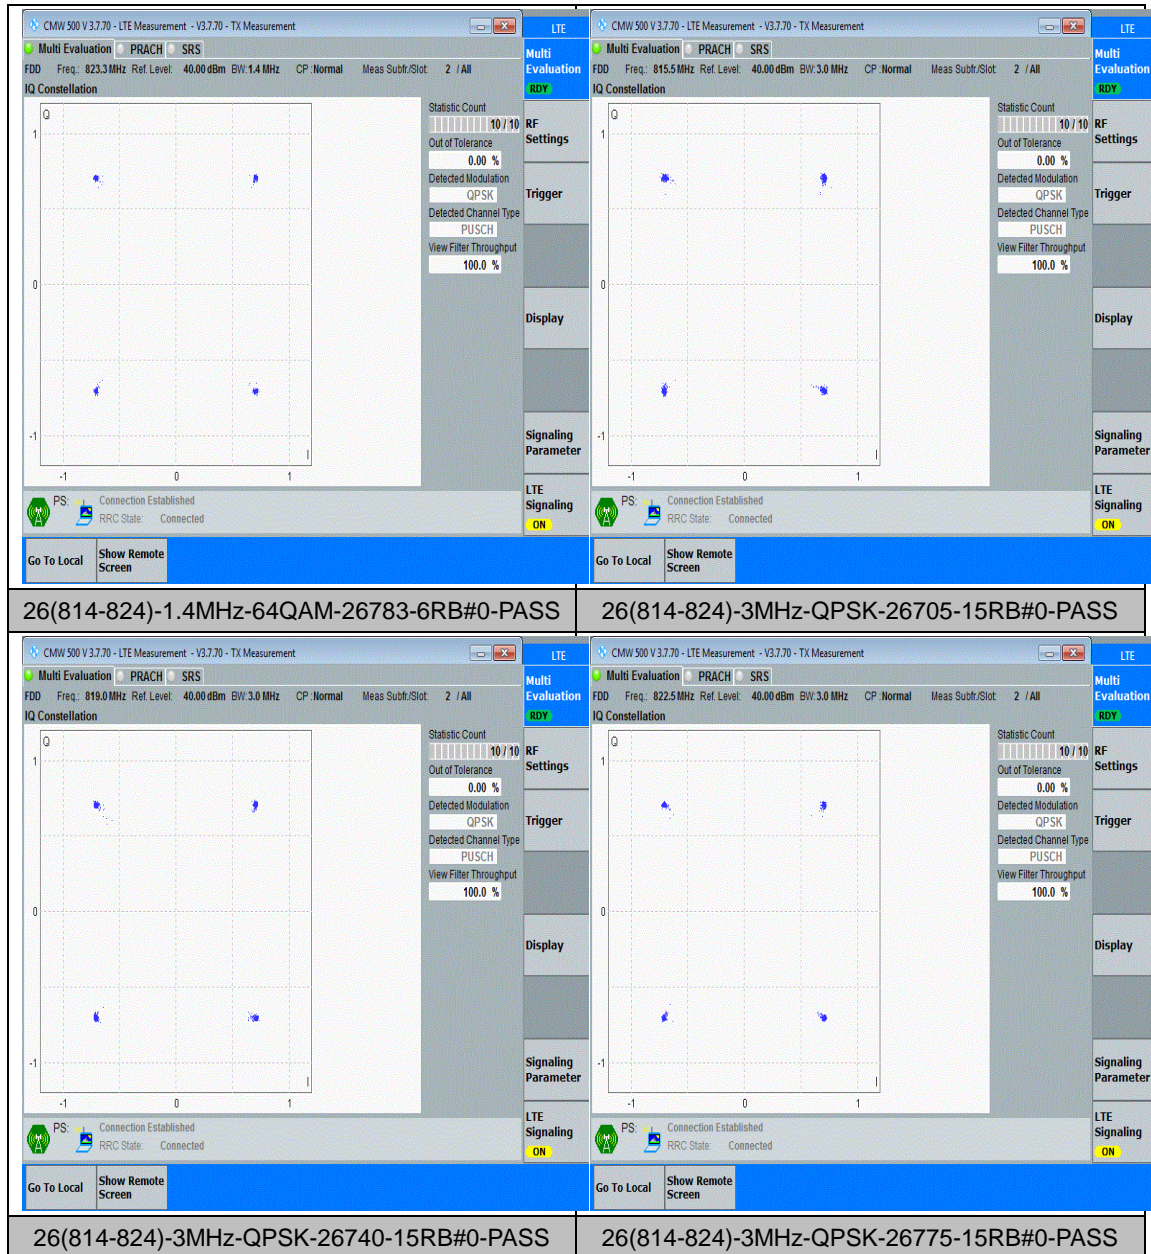 CMW 500 V 3.7.70 - LTE Measurement - V3.7.70 - TX Measurement
LTE
Multi Evaluation PRACH SRS
Multi Evaluation
RDY
FDD Freq.: 823.3 MHz Ref. Level: 40.00 dBm BW: 1.4 MHz CP : Normal Meas Subfr./Slot: 2 / All
IQ Constellation
Q
1
0
-1
I
-1 0 1
Statistic Count
10 / 10
Out of Tolerance
0.00 %
Detected Modulation
QPSK
Detected Channel Type
PUSCH
View Filter Throughput
100.0 %
RF Settings
Trigger
Display
Signaling Parameter
LTE Signaling
ON
PS: Connection Established
RRC State: Connected
Go To Local
Show Remote Screen
26(814-824)-1.4MHz-64QAM-26783-6RB#0-PASS
CMW 500 V 3.7.70 - LTE Measurement - V3.7.70 - TX Measurement
LTE
Multi Evaluation PRACH SRS
Multi Evaluation
RDY
FDD Freq.: 815.5 MHz Ref. Level: 40.00 dBm BW: 3.0 MHz CP : Normal Meas Subfr./Slot: 2 / All
IQ Constellation
Q
1
0
-1
I
-1 0 1
Statistic Count
10 / 10
Out of Tolerance
0.00 %
Detected Modulation
QPSK
Detected Channel Type
PUSCH
View Filter Throughput
100.0 %
RF Settings
Trigger
Display
Signaling Parameter
LTE Signaling
ON
PS: Connection Established
RRC State: Connected
Go To Local
Show Remote Screen
26(814-824)-3MHz-QPSK-26705-15RB#0-PASS
CMW 500 V 3.7.70 - LTE Measurement - V3.7.70 - TX Measurement
LTE
Multi Evaluation PRACH SRS
Multi Evaluation
RDY
FDD Freq.: 819.0 MHz Ref. Level: 40.00 dBm BW: 3.0 MHz CP : Normal Meas Subfr./Slot: 2 / All
IQ Constellation
Q
1
0
-1
I
-1 0 1
Statistic Count
10 / 10
Out of Tolerance
0.00 %
Detected Modulation
QPSK
Detected Channel Type
PUSCH
View Filter Throughput
100.0 %
RF Settings
Trigger
Display
Signaling Parameter
LTE Signaling
ON
PS: Connection Established
RRC State: Connected
Go To Local
Show Remote Screen
26(814-824)-3MHz-QPSK-26740-15RB#0-PASS
CMW 500 V 3.7.70 - LTE Measurement - V3.7.70 - TX Measurement
LTE
Multi Evaluation PRACH SRS
Multi Evaluation
RDY
FDD Freq.: 822.5 MHz Ref. Level: 40.00 dBm BW: 3.0 MHz CP : Normal Meas Subfr./Slot: 2 / All
IQ Constellation
Q
1
0
-1
I
-1 0 1
Statistic Count
10 / 10
Out of Tolerance
0.00 %
Detected Modulation
QPSK
Detected Channel Type
PUSCH
View Filter Throughput
100.0 %
RF Settings
Trigger
Display
Signaling Parameter
LTE Signaling
ON
PS: Connection Established
RRC State: Connected
Go To Local
Show Remote Screen
26(814-824)-3MHz-QPSK-26775-15RB#0-PASS